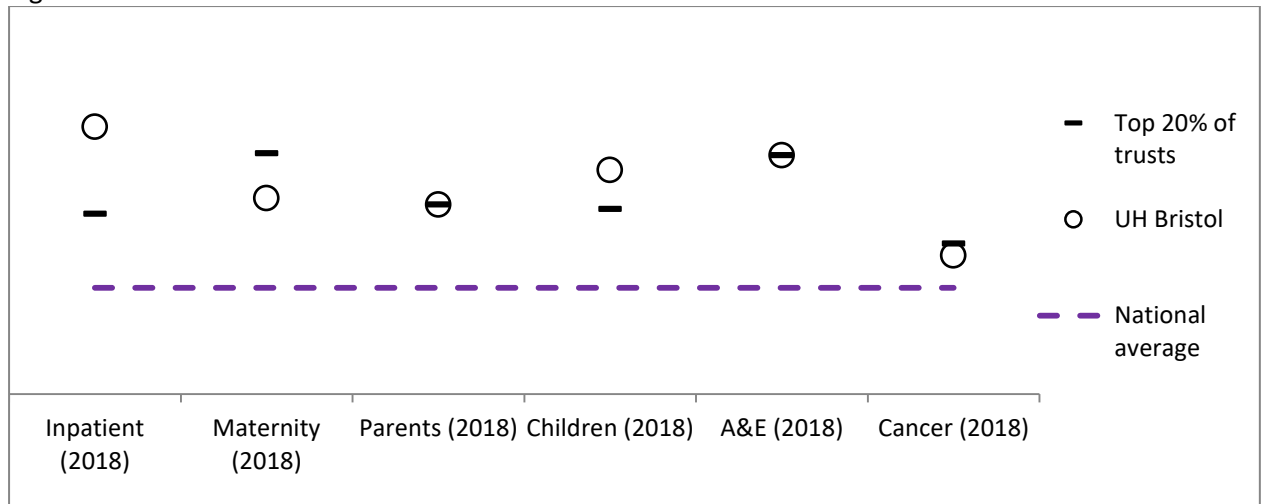 Top 20% of
trusts
UH Bristol
National
average
Inpatient
(2018)
Maternity
(2018)
Parents (2018)
Children (2018)
A&E (2018)
Cancer (2018)